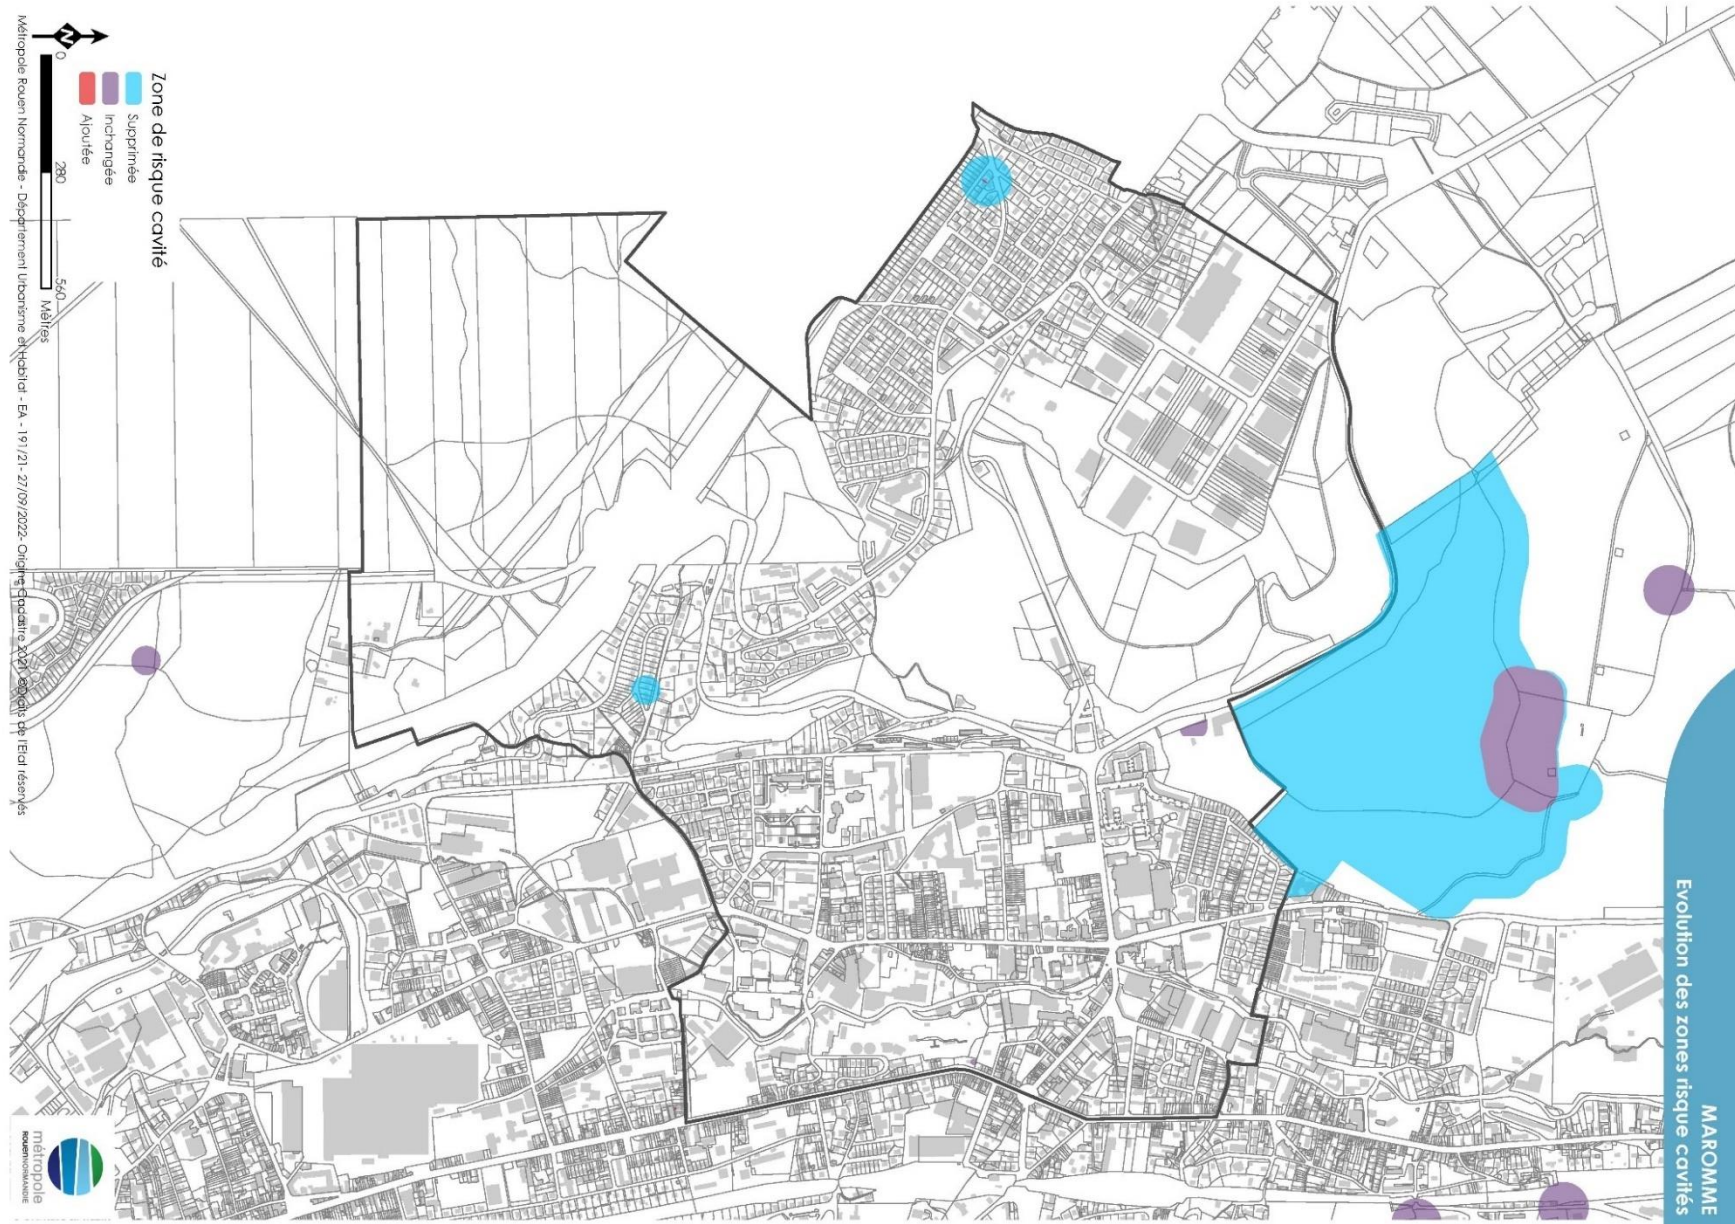 MAROMME
Evolution des zones risque cavités
Zone de risque cavité
Supprimée
Inchangée
Ajoutée
N
0
280
560
Mètres
Métropole Rouen Normandie - Département Urbanisme et Habitat - EA - 191/21- 27/09/2022- Origine Cadastre 2021 ©Droits de l'Etat réservés
métropole
ROUENNORMANDIE